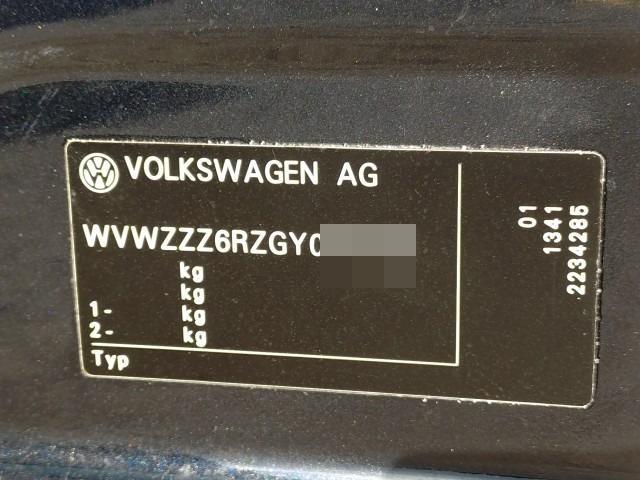 VOLKSWAGEN AG
WVWZZZ6RZGY0
kg
kg
1- kg
2- kg
Typ
01
1341
2234285